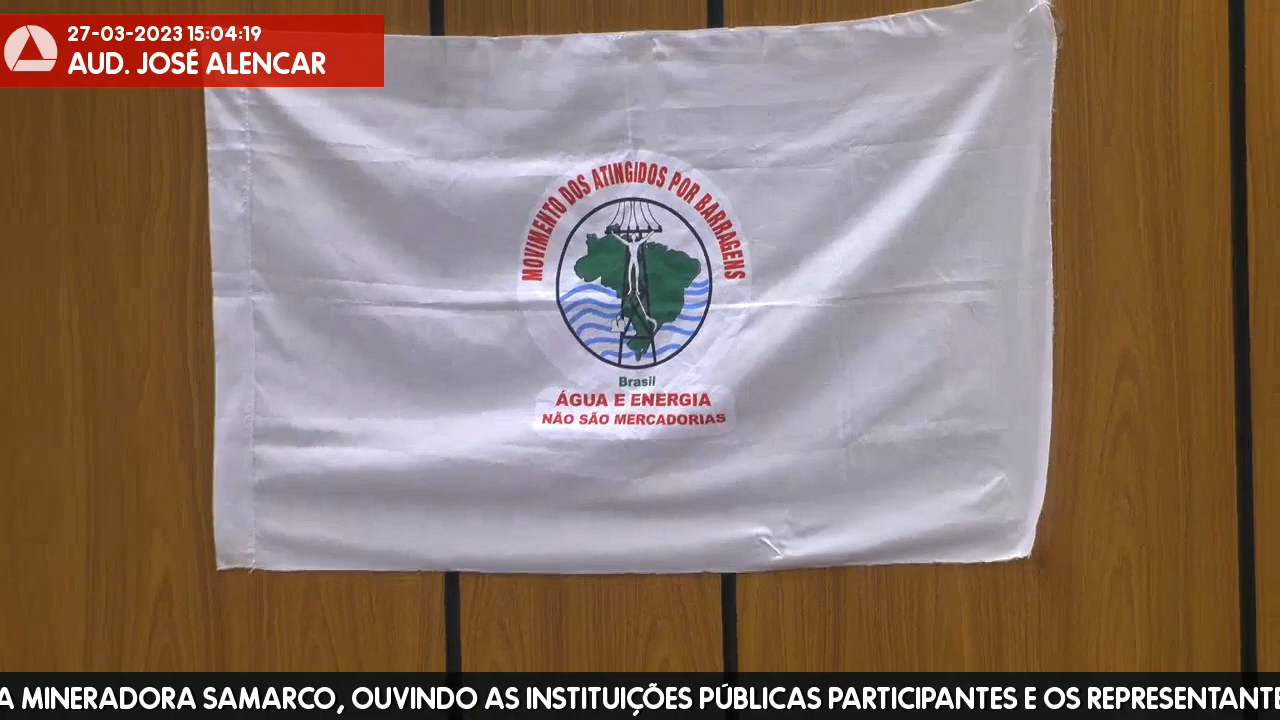 27-03-2023 15:04:19
AUD. JOSÉ ALENCAR
MOVIMENTO DOS ATINGIDOS POR BARRAGENS
Brasil
ÁGUA E ENERGIA
NÃO SÃO MERCADORIAS
A MINERADORA SAMARCO, OUVINDO AS INSTITUIÇÕES PÚBLICAS PARTICIPANTES E OS REPRESENTANTE